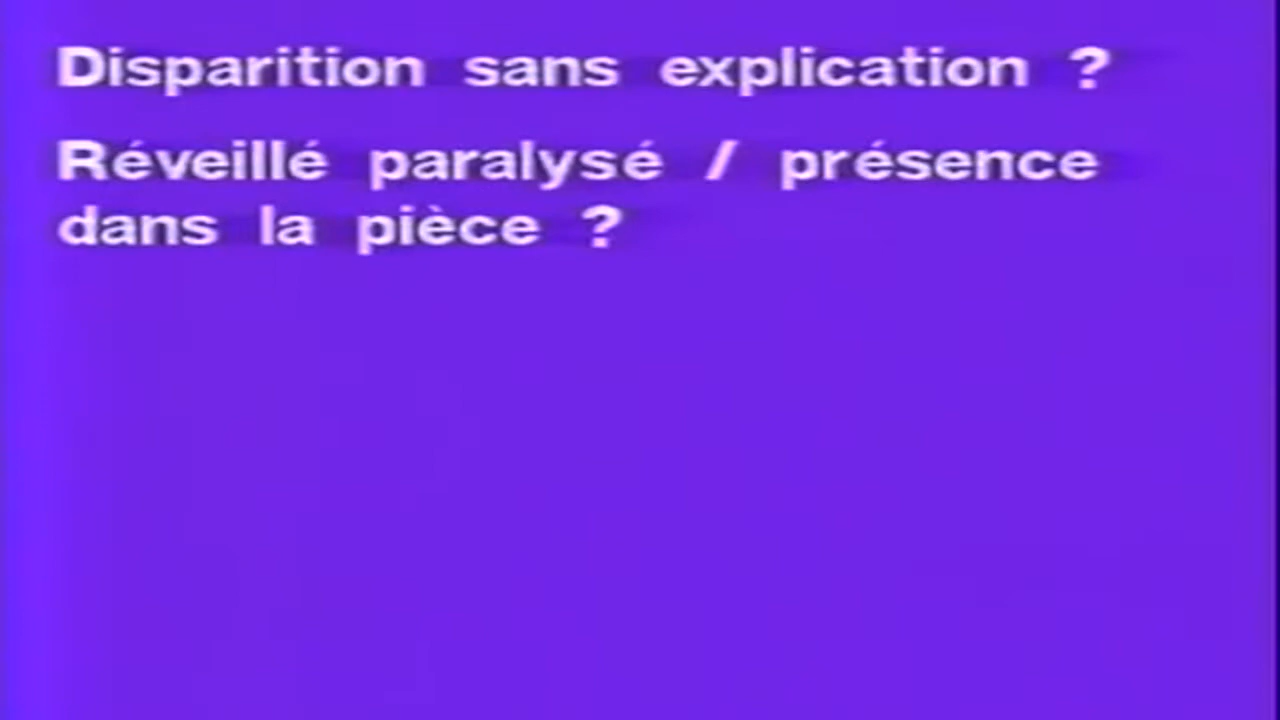 Disparition sans explication ?
Réveillé paralysé / présence
dans la pièce ?